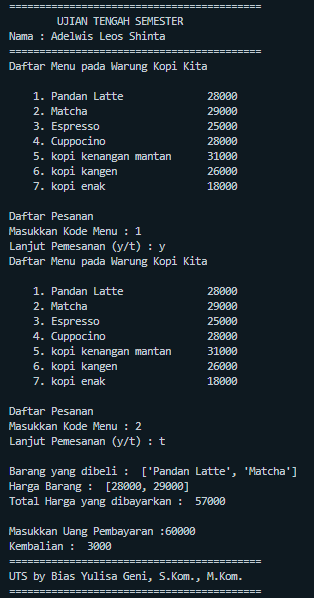 ==========================================
UJIAN TENGAH SEMESTER
Nama : Adelwis Leos Shinta
==========================================
Daftar Menu pada Warung Kopi Kita
1. Pandan Latte 28000
2. Matcha 29000
3. Espresso 25000
4. Cuppocino 28000
5. kopi kenangan mantan 31000
6. kopi kangen 26000
7. kopi enak 18000
Daftar Pesanan
Masukkan Kode Menu : 1
Lanjut Pemesanan (y/t) : y
Daftar Menu pada Warung Kopi Kita
1. Pandan Latte 28000
2. Matcha 29000
3. Espresso 25000
4. Cuppocino 28000
5. kopi kenangan mantan 31000
6. kopi kangen 26000
7. kopi enak 18000
Daftar Pesanan
Masukkan Kode Menu : 2
Lanjut Pemesanan (y/t) : t
Barang yang dibeli :  ['Pandan Latte', 'Matcha']
Harga Barang :  [28000, 29000]
Total Harga yang dibayarkan :  57000
Masukkan Uang Pembayaran :60000
Kembalian :  3000
==========================================
UTS by Bias Yulisa Geni, S.Kom., M.Kom.
==========================================